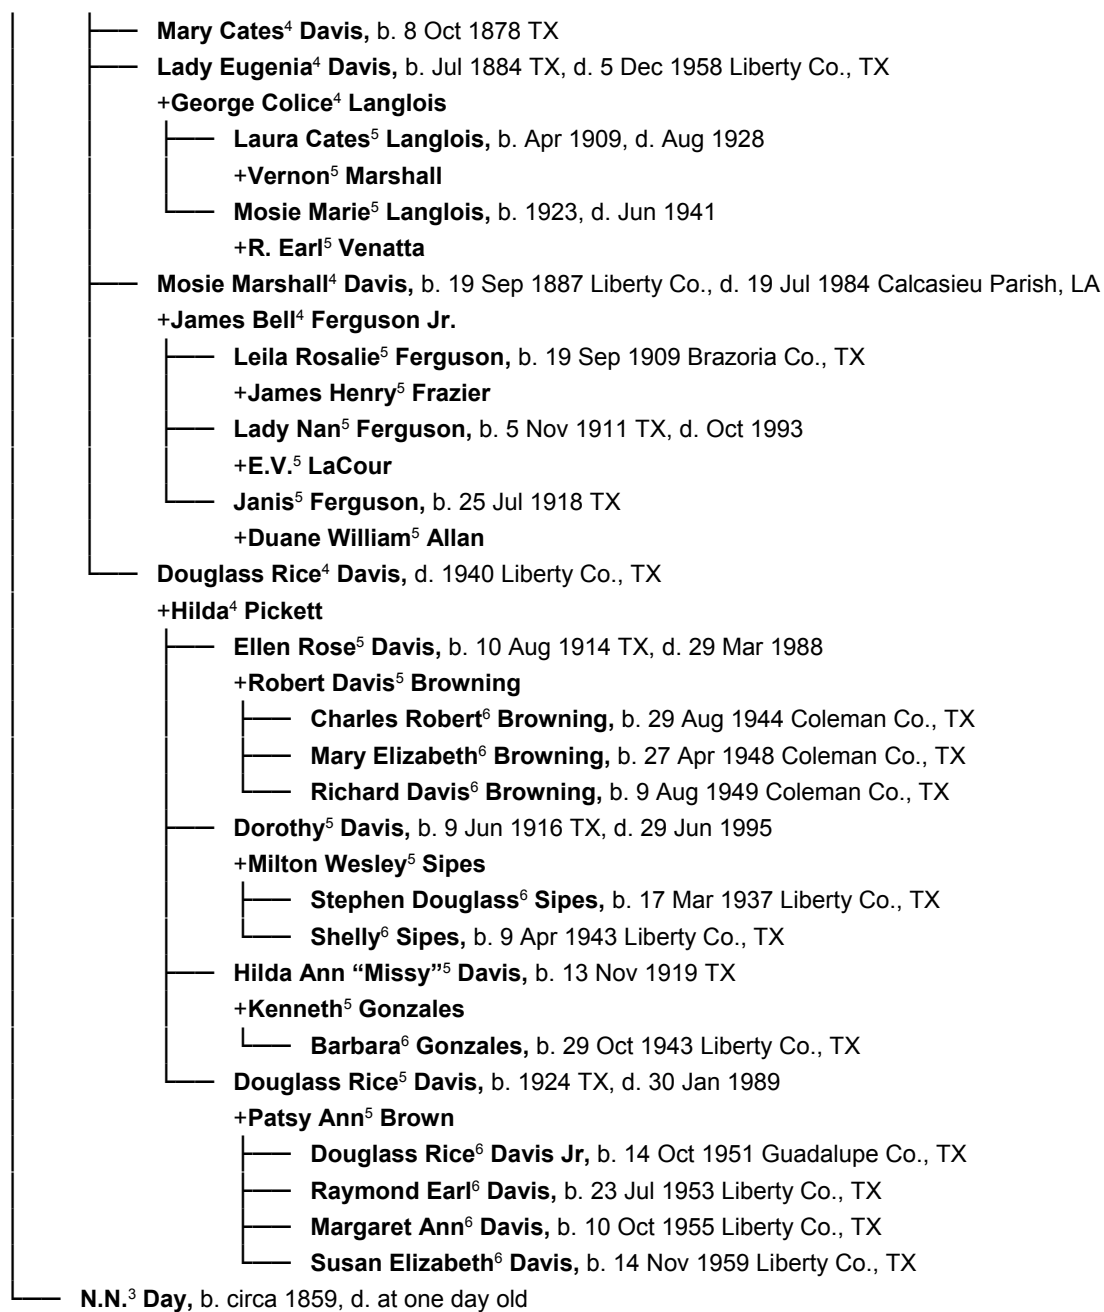 Mary Cates⁴ Davis, b. 8 Oct 1878 TX
Lady Eugenia⁴ Davis, b. Jul 1884 TX, d. 5 Dec 1958 Liberty Co., TX
+George Colice⁴ Langlois
Laura Cates⁵ Langlois, b. Apr 1909, d. Aug 1928
+Vernon⁵ Marshall
Mosie Marie⁵ Langlois, b. 1923, d. Jun 1941
+R. Earl⁵ Venatta
Mosie Marshall⁴ Davis, b. 19 Sep 1887 Liberty Co., d. 19 Jul 1984 Calcasieu Parish, LA
+James Bell⁴ Ferguson Jr.
Leila Rosalie⁵ Ferguson, b. 19 Sep 1909 Brazoria Co., TX
+James Henry⁵ Frazier
Lady Nan⁵ Ferguson, b. 5 Nov 1911 TX, d. Oct 1993
+E.V.⁵ LaCour
Janis⁵ Ferguson, b. 25 Jul 1918 TX
+Duane William⁵ Allan
Douglass Rice⁴ Davis, d. 1940 Liberty Co., TX
+Hilda⁴ Pickett
Ellen Rose⁵ Davis, b. 10 Aug 1914 TX, d. 29 Mar 1988
+Robert Davis⁵ Browning
Charles Robert⁶ Browning, b. 29 Aug 1944 Coleman Co., TX
Mary Elizabeth⁶ Browning, b. 27 Apr 1948 Coleman Co., TX
Richard Davis⁶ Browning, b. 9 Aug 1949 Coleman Co., TX
Dorothy⁵ Davis, b. 9 Jun 1916 TX, d. 29 Jun 1995
+Milton Wesley⁵ Sipes
Stephen Douglass⁶ Sipes, b. 17 Mar 1937 Liberty Co., TX
Shelly⁶ Sipes, b. 9 Apr 1943 Liberty Co., TX
Hilda Ann “Missy”⁵ Davis, b. 13 Nov 1919 TX
+Kenneth⁵ Gonzales
Barbara⁶ Gonzales, b. 29 Oct 1943 Liberty Co., TX
Douglass Rice⁵ Davis, b. 1924 TX, d. 30 Jan 1989
+Patsy Ann⁵ Brown
Douglass Rice⁶ Davis Jr, b. 14 Oct 1951 Guadalupe Co., TX
Raymond Earl⁶ Davis, b. 23 Jul 1953 Liberty Co., TX
Margaret Ann⁶ Davis, b. 10 Oct 1955 Liberty Co., TX
Susan Elizabeth⁶ Davis, b. 14 Nov 1959 Liberty Co., TX
N.N.³ Day, b. circa 1859, d. at one day old